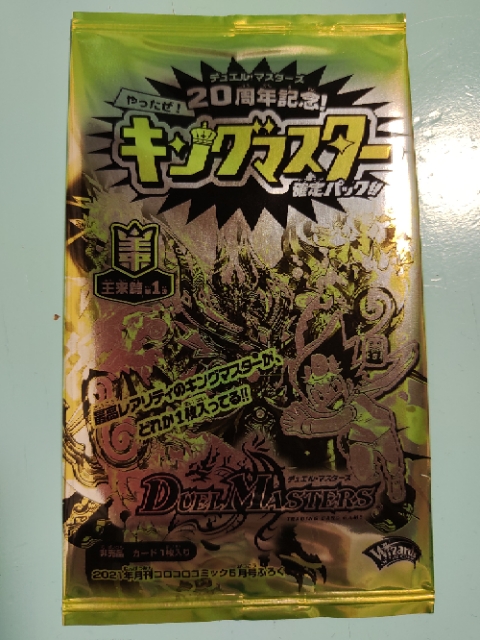 デュエル・マスターズ
20周年記念!
やったぜ!
キングマスター
確定パック!!
王来篇 第1弾
最高レアリティのキングマスターが、
どれか1枚入ってる!!
デュエル・マスターズ
DUEL MASTERS
TRADING CARD GAME
非売品 カード1枚入り
2021年月刊コロコロコミック5月号ふろく
Wizards